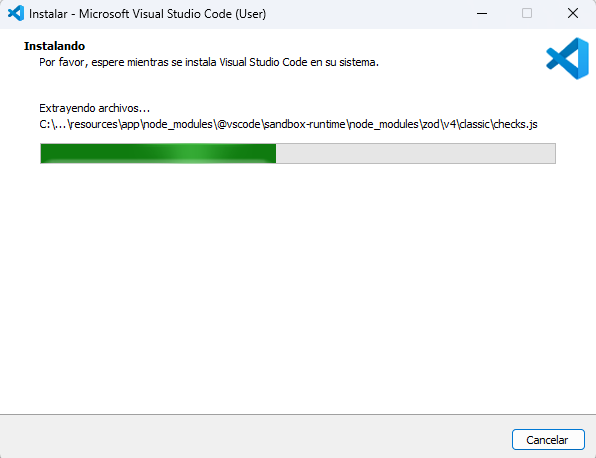 Instalar - Microsoft Visual Studio Code (User)
Instalando
Por favor, espere mientras se instala Visual Studio Code en su sistema.
Extrayendo archivos...
C:\...\resources\app\node_modules\@vscode\sandbox-runtime\node_modules\zod\v4\classic\checks.js
Cancelar